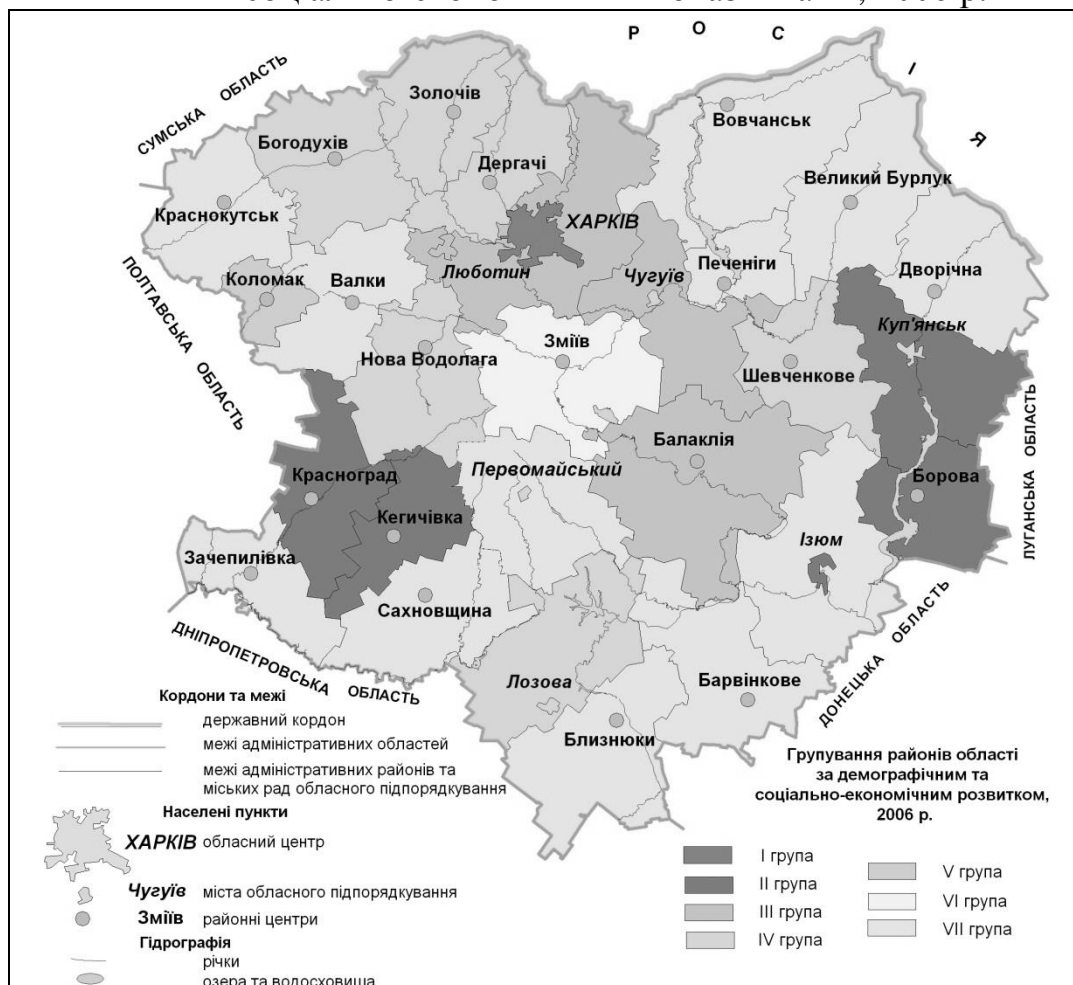 РОСІЯ
СУМСЬКА ОБЛАСТЬ
Золочів
Вовчанськ
Богодухів
Дергачі
Великий Бурлук
Краснокутськ
ХАРКІВ
ПОЛТАВСЬКА ОБЛАСТЬ
Коломак
Валки
Люботин
Чугуїв
Печеніги
Дворічна
Куп'янськ
Зміїв
Нова Водолага
Шевченкове
ЛУГАНСЬКА ОБЛАСТЬ
Балаклія
Первомайський
Красноград
Борова
Кегичівка
Ізюм
Зачепилівка
Сахновщина
ДНІПРОПЕТРОВСЬКА ОБЛАСТЬ
Лозова
Барвінкове
ДОНЕЦЬКА ОБЛАСТЬ
Близнюки
Кордони та межі
державний кордон
межі адміністративних областей
межі адміністративних районів та
міських рад обласного підпорядкування
Населені пункти
ХАРКІВ обласний центр
Чугуїв міста обласного підпорядкування
Зміїв районні центри
Гідрографія
річки
озера та водосховища
Групування районів області
за демографічним та
соціально-економічним розвитком,
2006 р.
І група
ІІ група
ІІІ група
IV група
V група
VI група
VII група